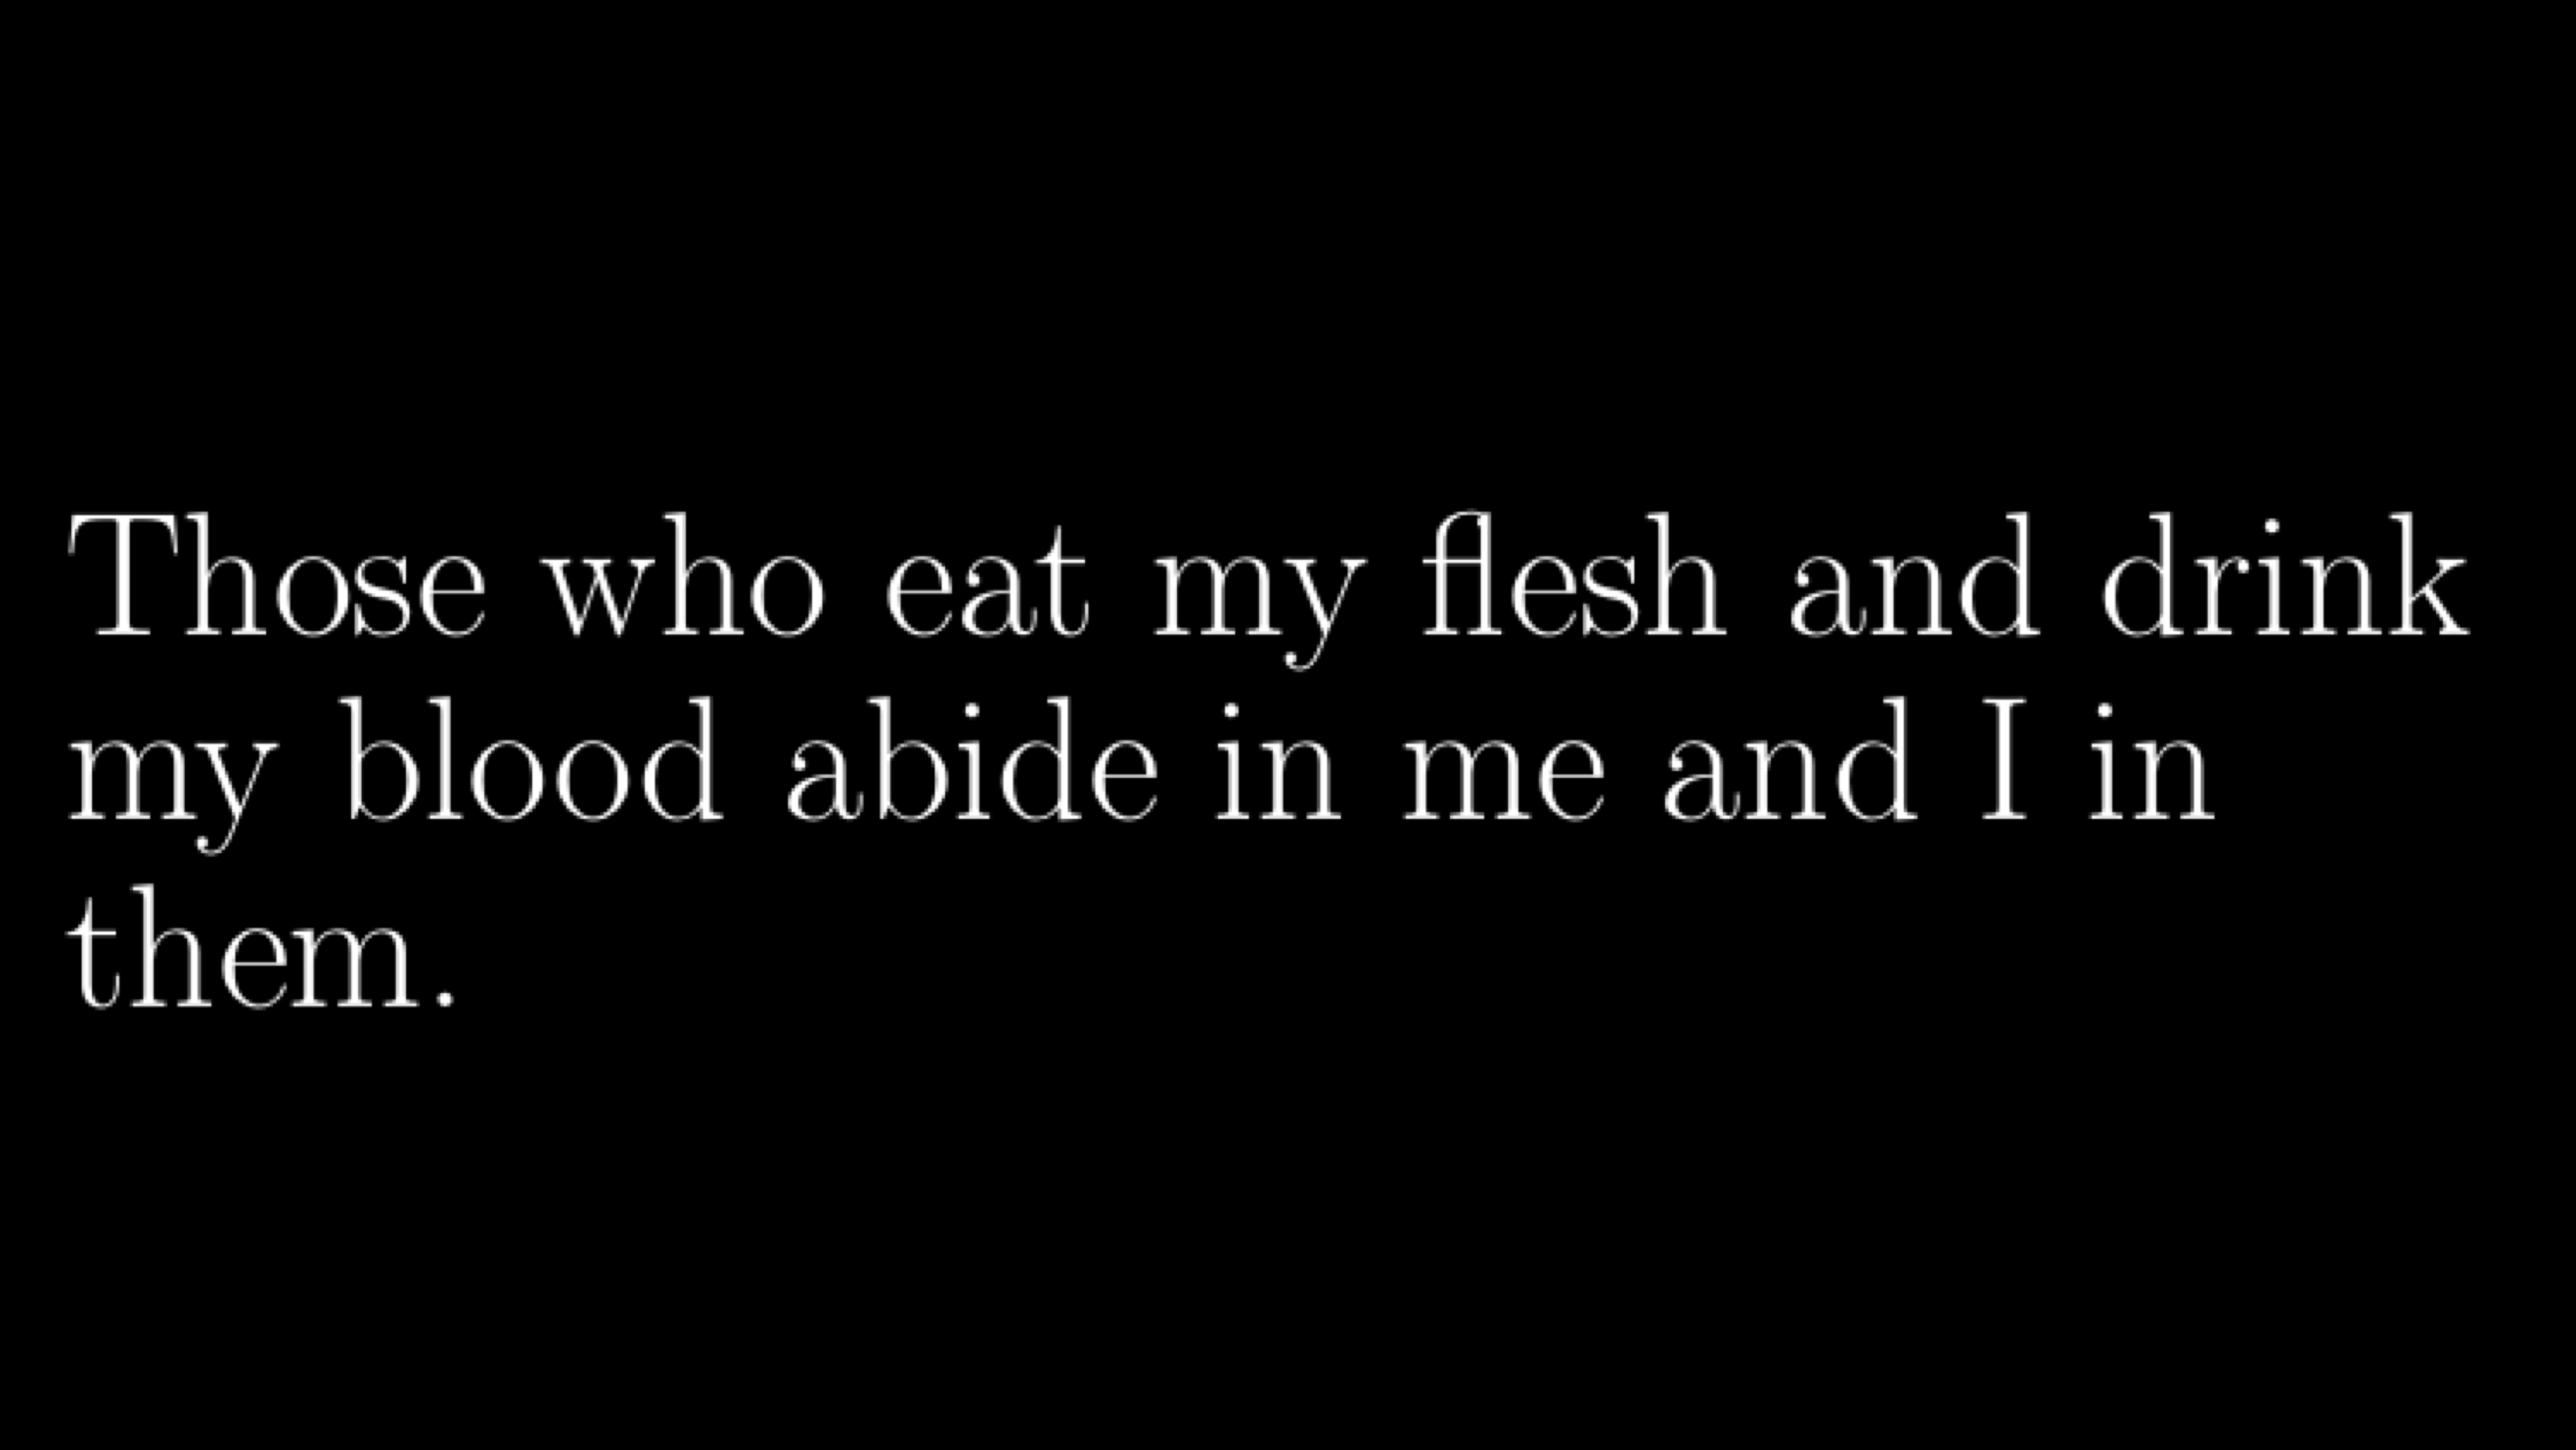 Those who eat my flesh and drink
my blood abide in me and I in
them.